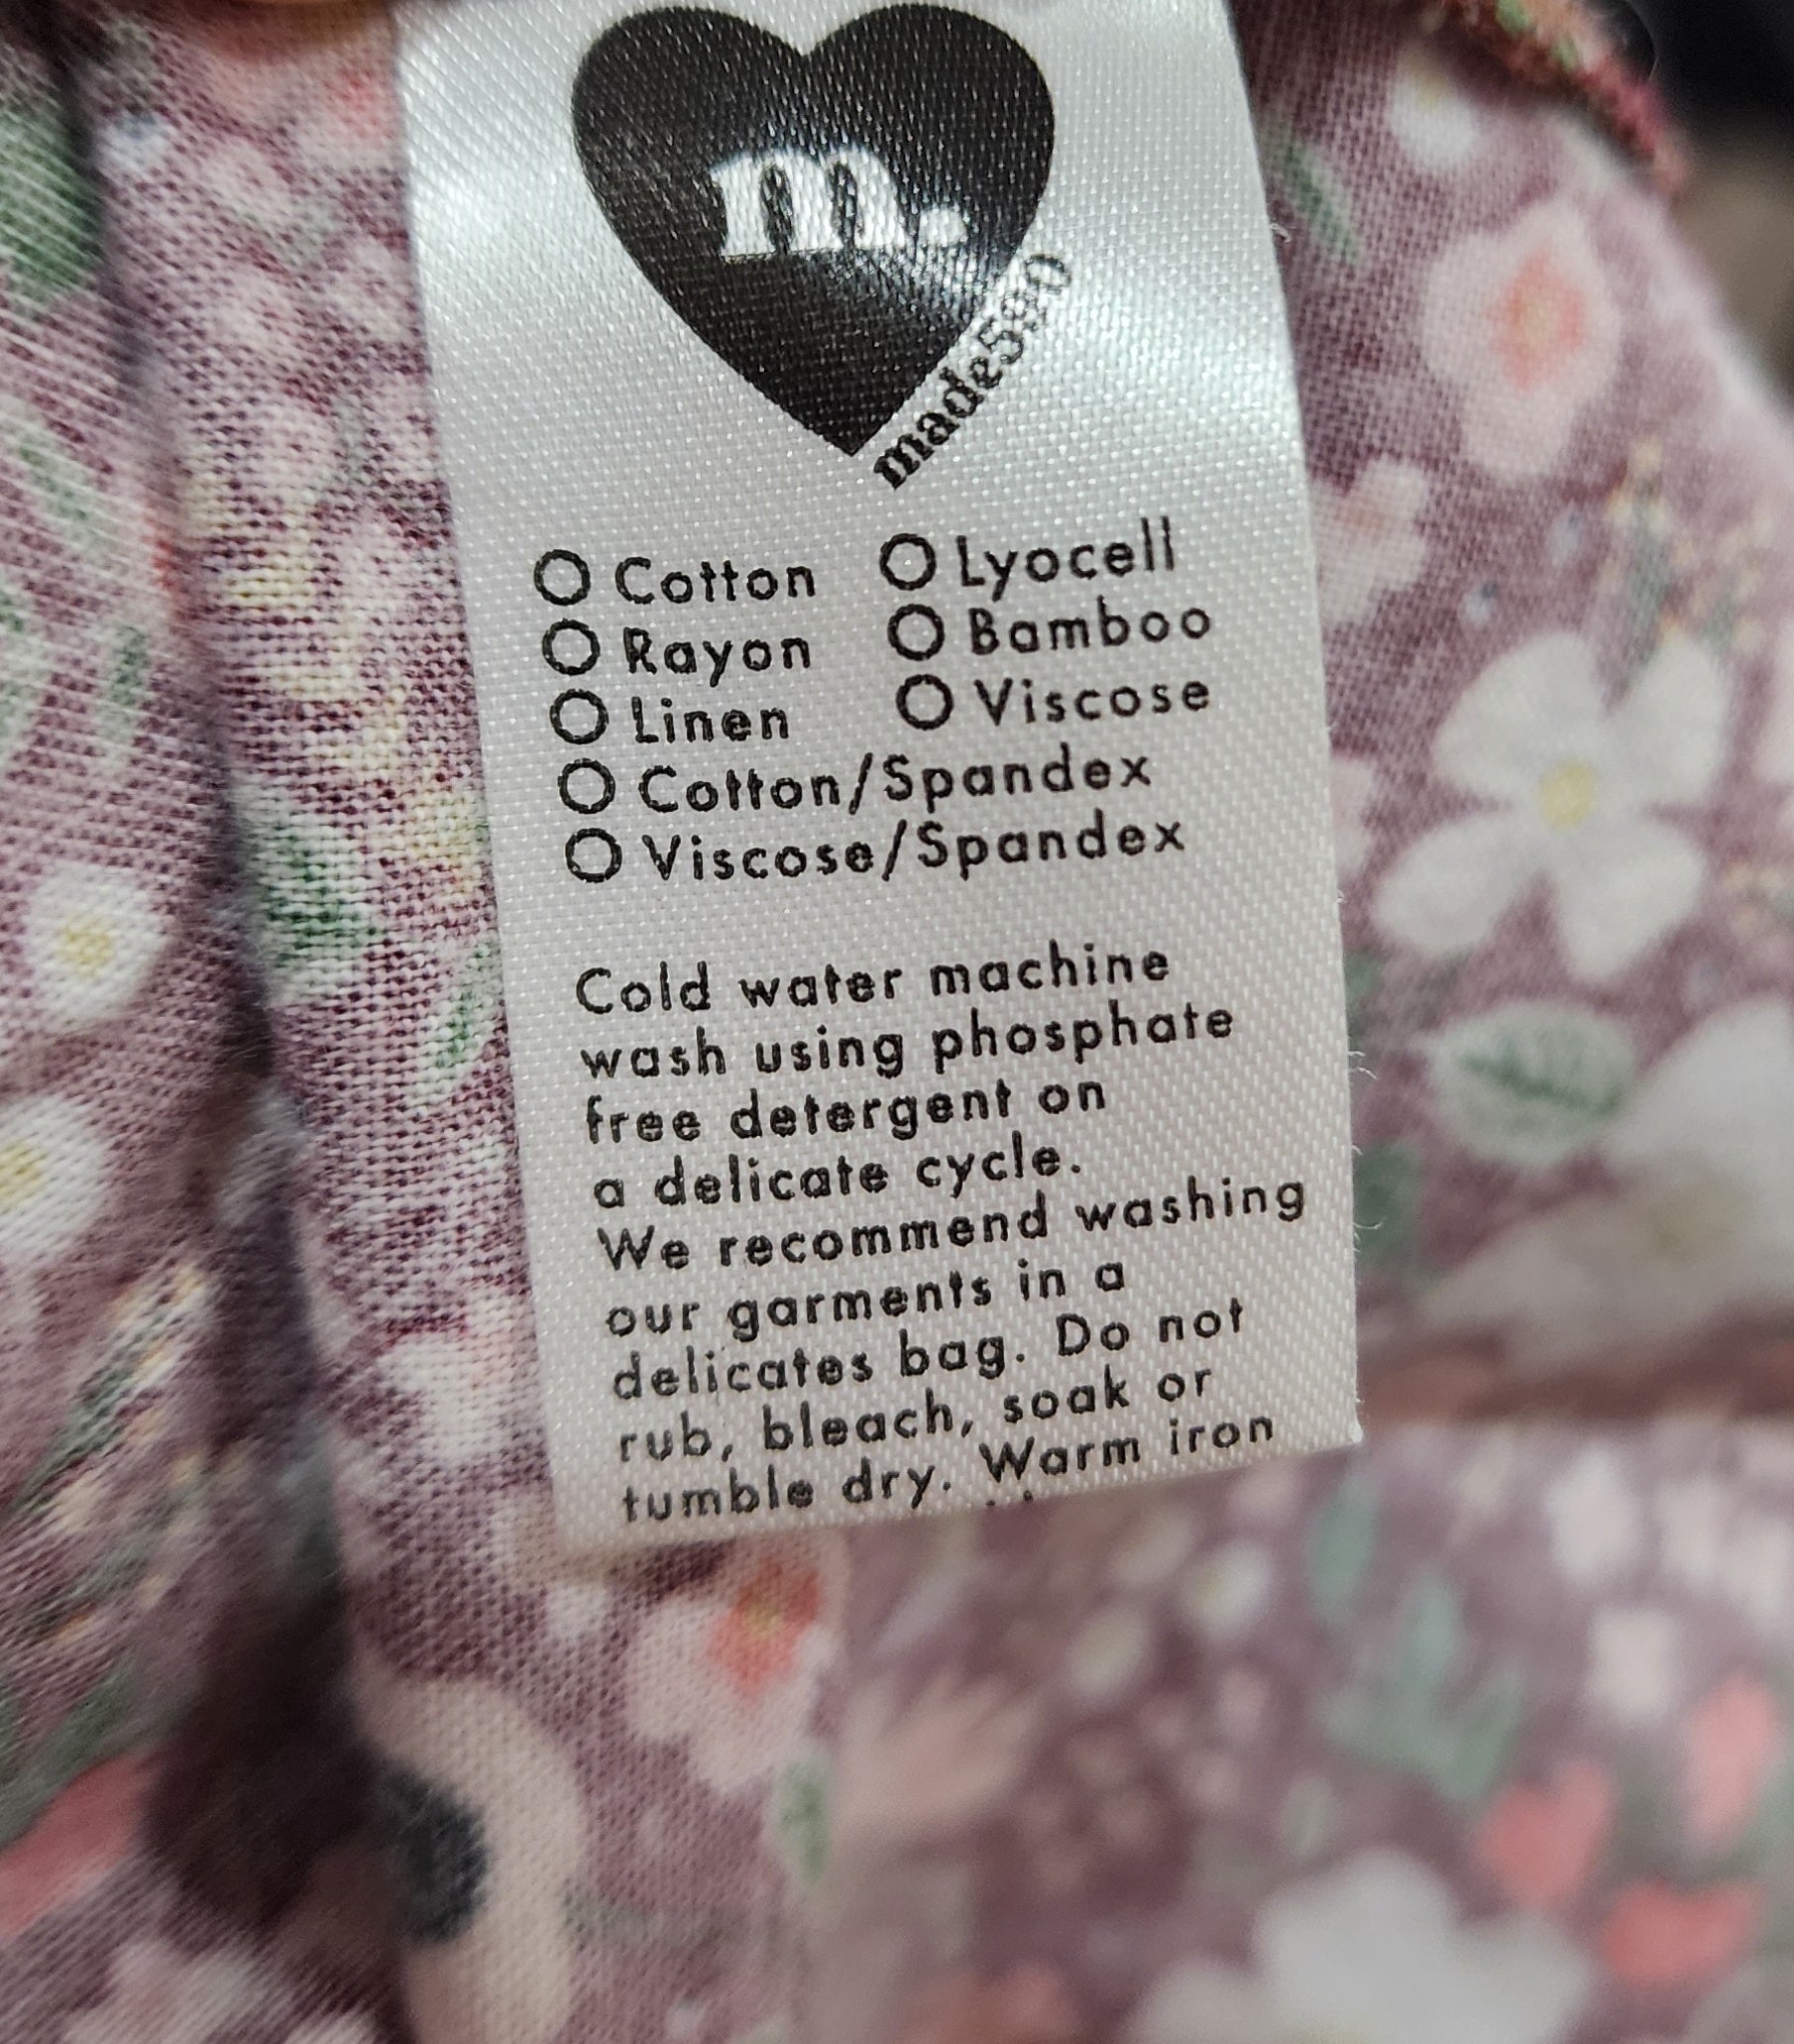 m.
made590
O Cotton O Lyocell
O Rayon O Bamboo
O Linen O Viscose
O Cotton/Spandex
O Viscose/Spandex
Cold water machine
wash using phosphate
free detergent on
a delicate cycle.
We recommend washing
our garments in a
delicates bag. Do not
rub, bleach, soak or
tumble dry. Warm iron